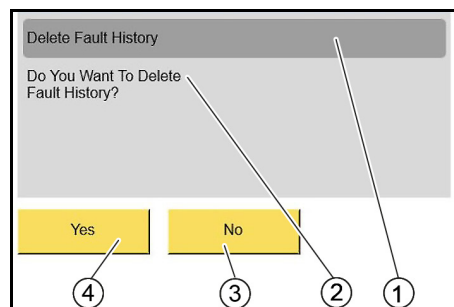 Delete Fault History
Do You Want To Delete
Fault History?
Yes No
4 3 2 1